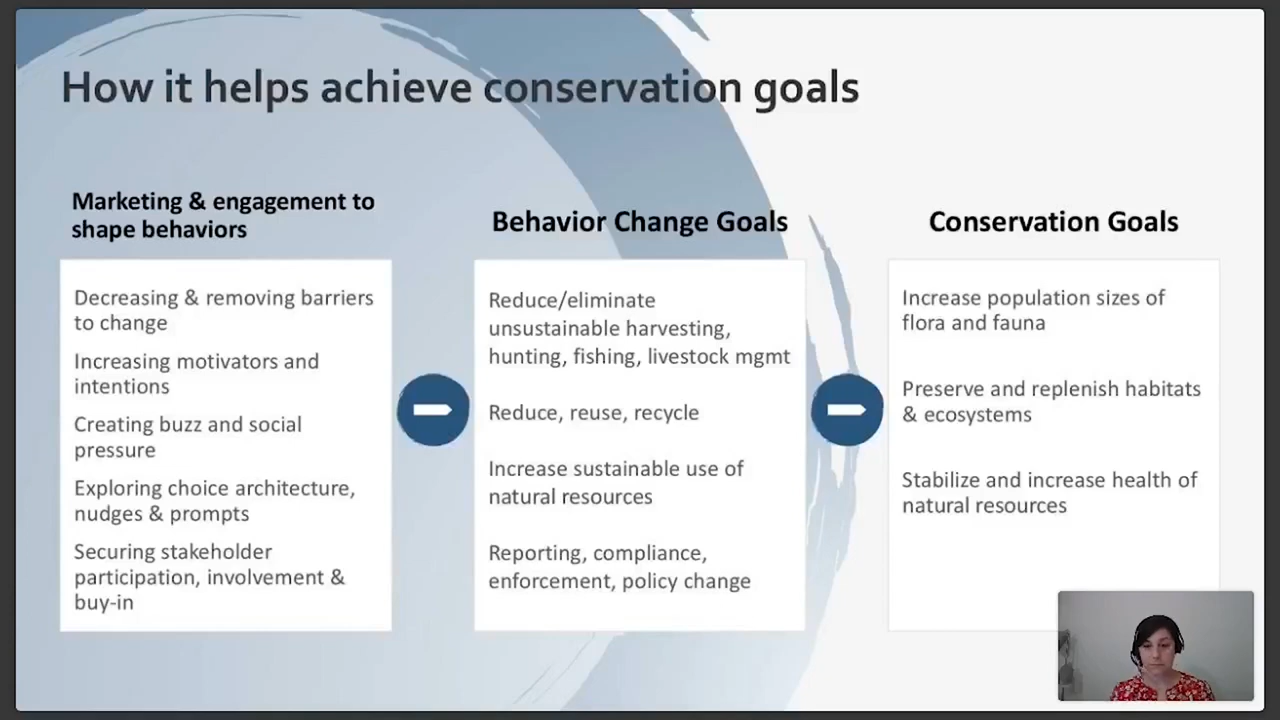 How it helps achieve conservation goals
Marketing & engagement to
shape behaviors
Decreasing & removing barriers
to change
Increasing motivators and
intentions
Creating buzz and social
pressure
Exploring choice architecture,
nudges & prompts
Securing stakeholder
participation, involvement &
buy-in
Behavior Change Goals
Reduce/eliminate
unsustainable harvesting,
hunting, fishing, livestock mgmt
Reduce, reuse, recycle
Increase sustainable use of
natural resources
Reporting, compliance,
enforcement, policy change
Conservation Goals
Increase population sizes of
flora and fauna
Preserve and replenish habitats
& ecosystems
Stabilize and increase health of
natural resources